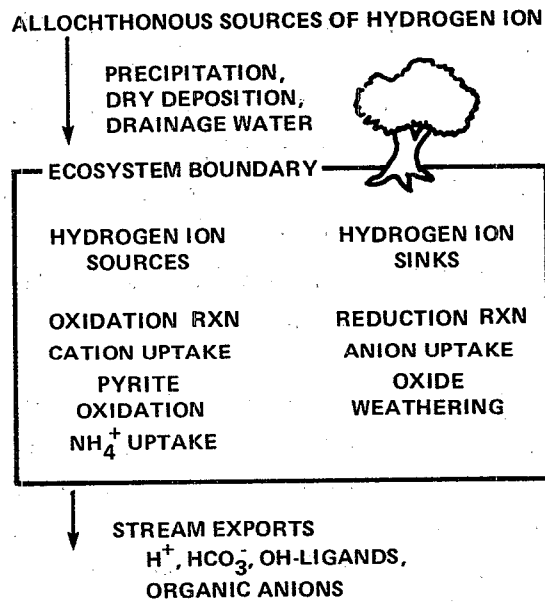 ALLOCHTHONOUS SOURCES OF HYDROGEN ION
PRECIPITATION,
DRY DEPOSITION,
DRAINAGE WATER
ECOSYSTEM BOUNDARY
HYDROGEN ION
SOURCES
OXIDATION RXN
CATION UPTAKE
PYRITE
OXIDATION
NH₄⁺ UPTAKE
HYDROGEN ION
SINKS
REDUCTION RXN
ANION UPTAKE
OXIDE
WEATHERING
STREAM EXPORTS
H⁺, HCO₃⁻, OH-LIGANDS,
ORGANIC ANIONS